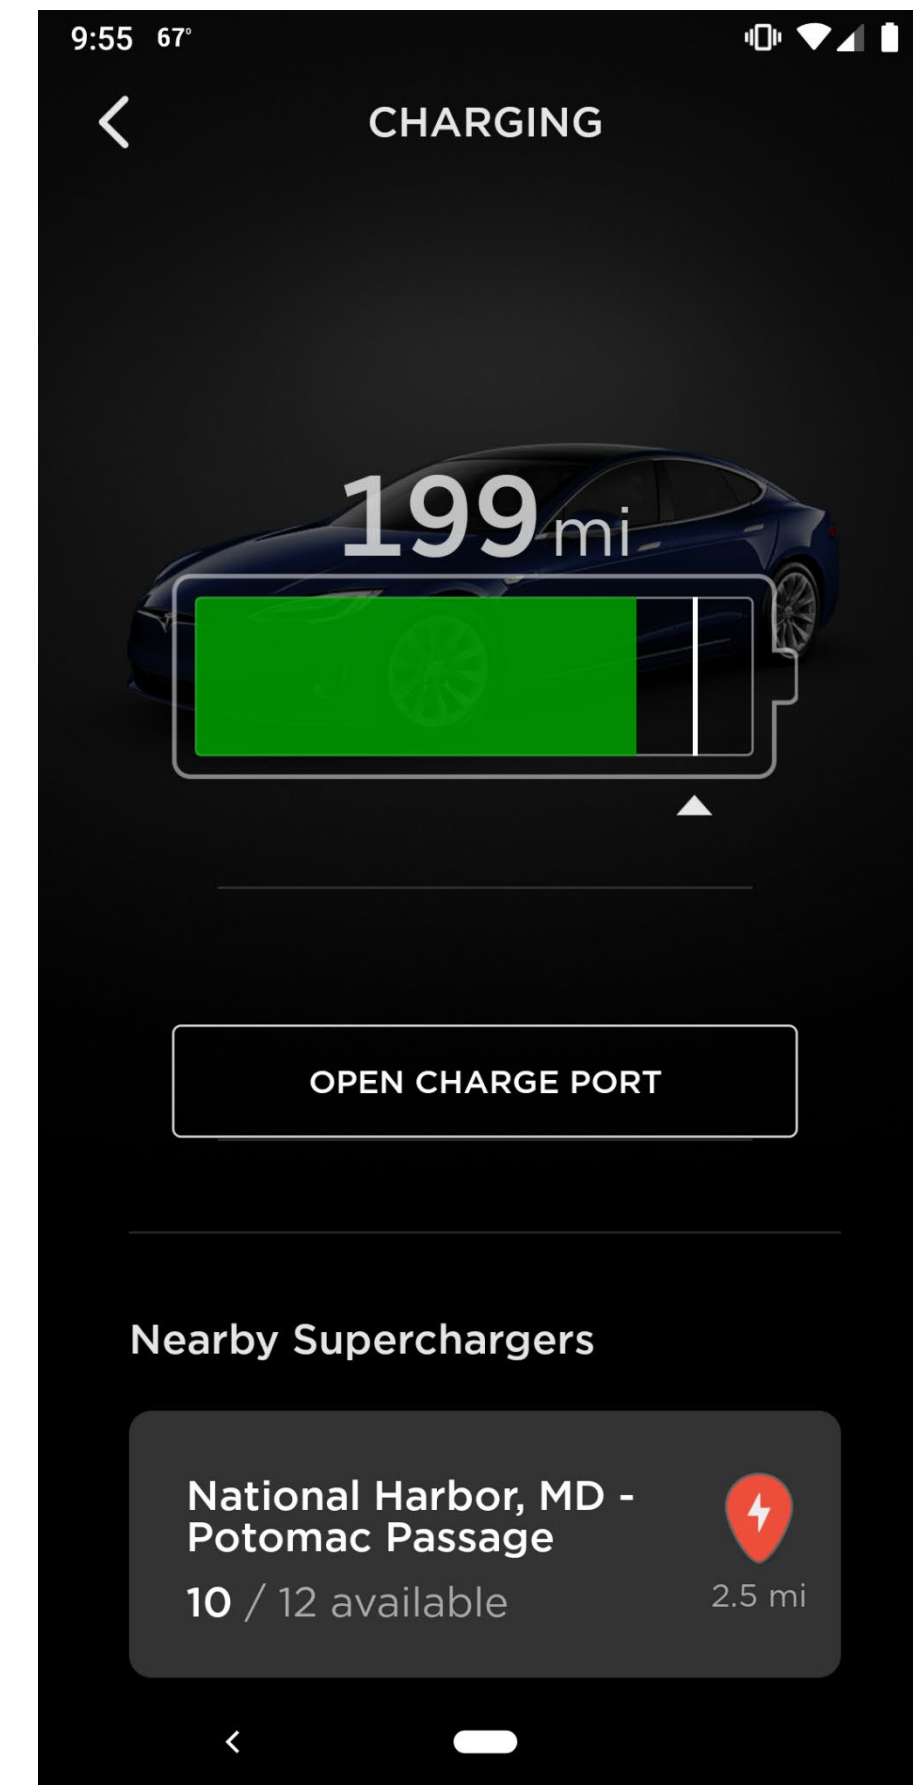 9:55 67°
CHARGING
199 mi
OPEN CHARGE PORT
Nearby Superchargers
National Harbor, MD -
Potomac Passage
10 / 12 available
2.5 mi